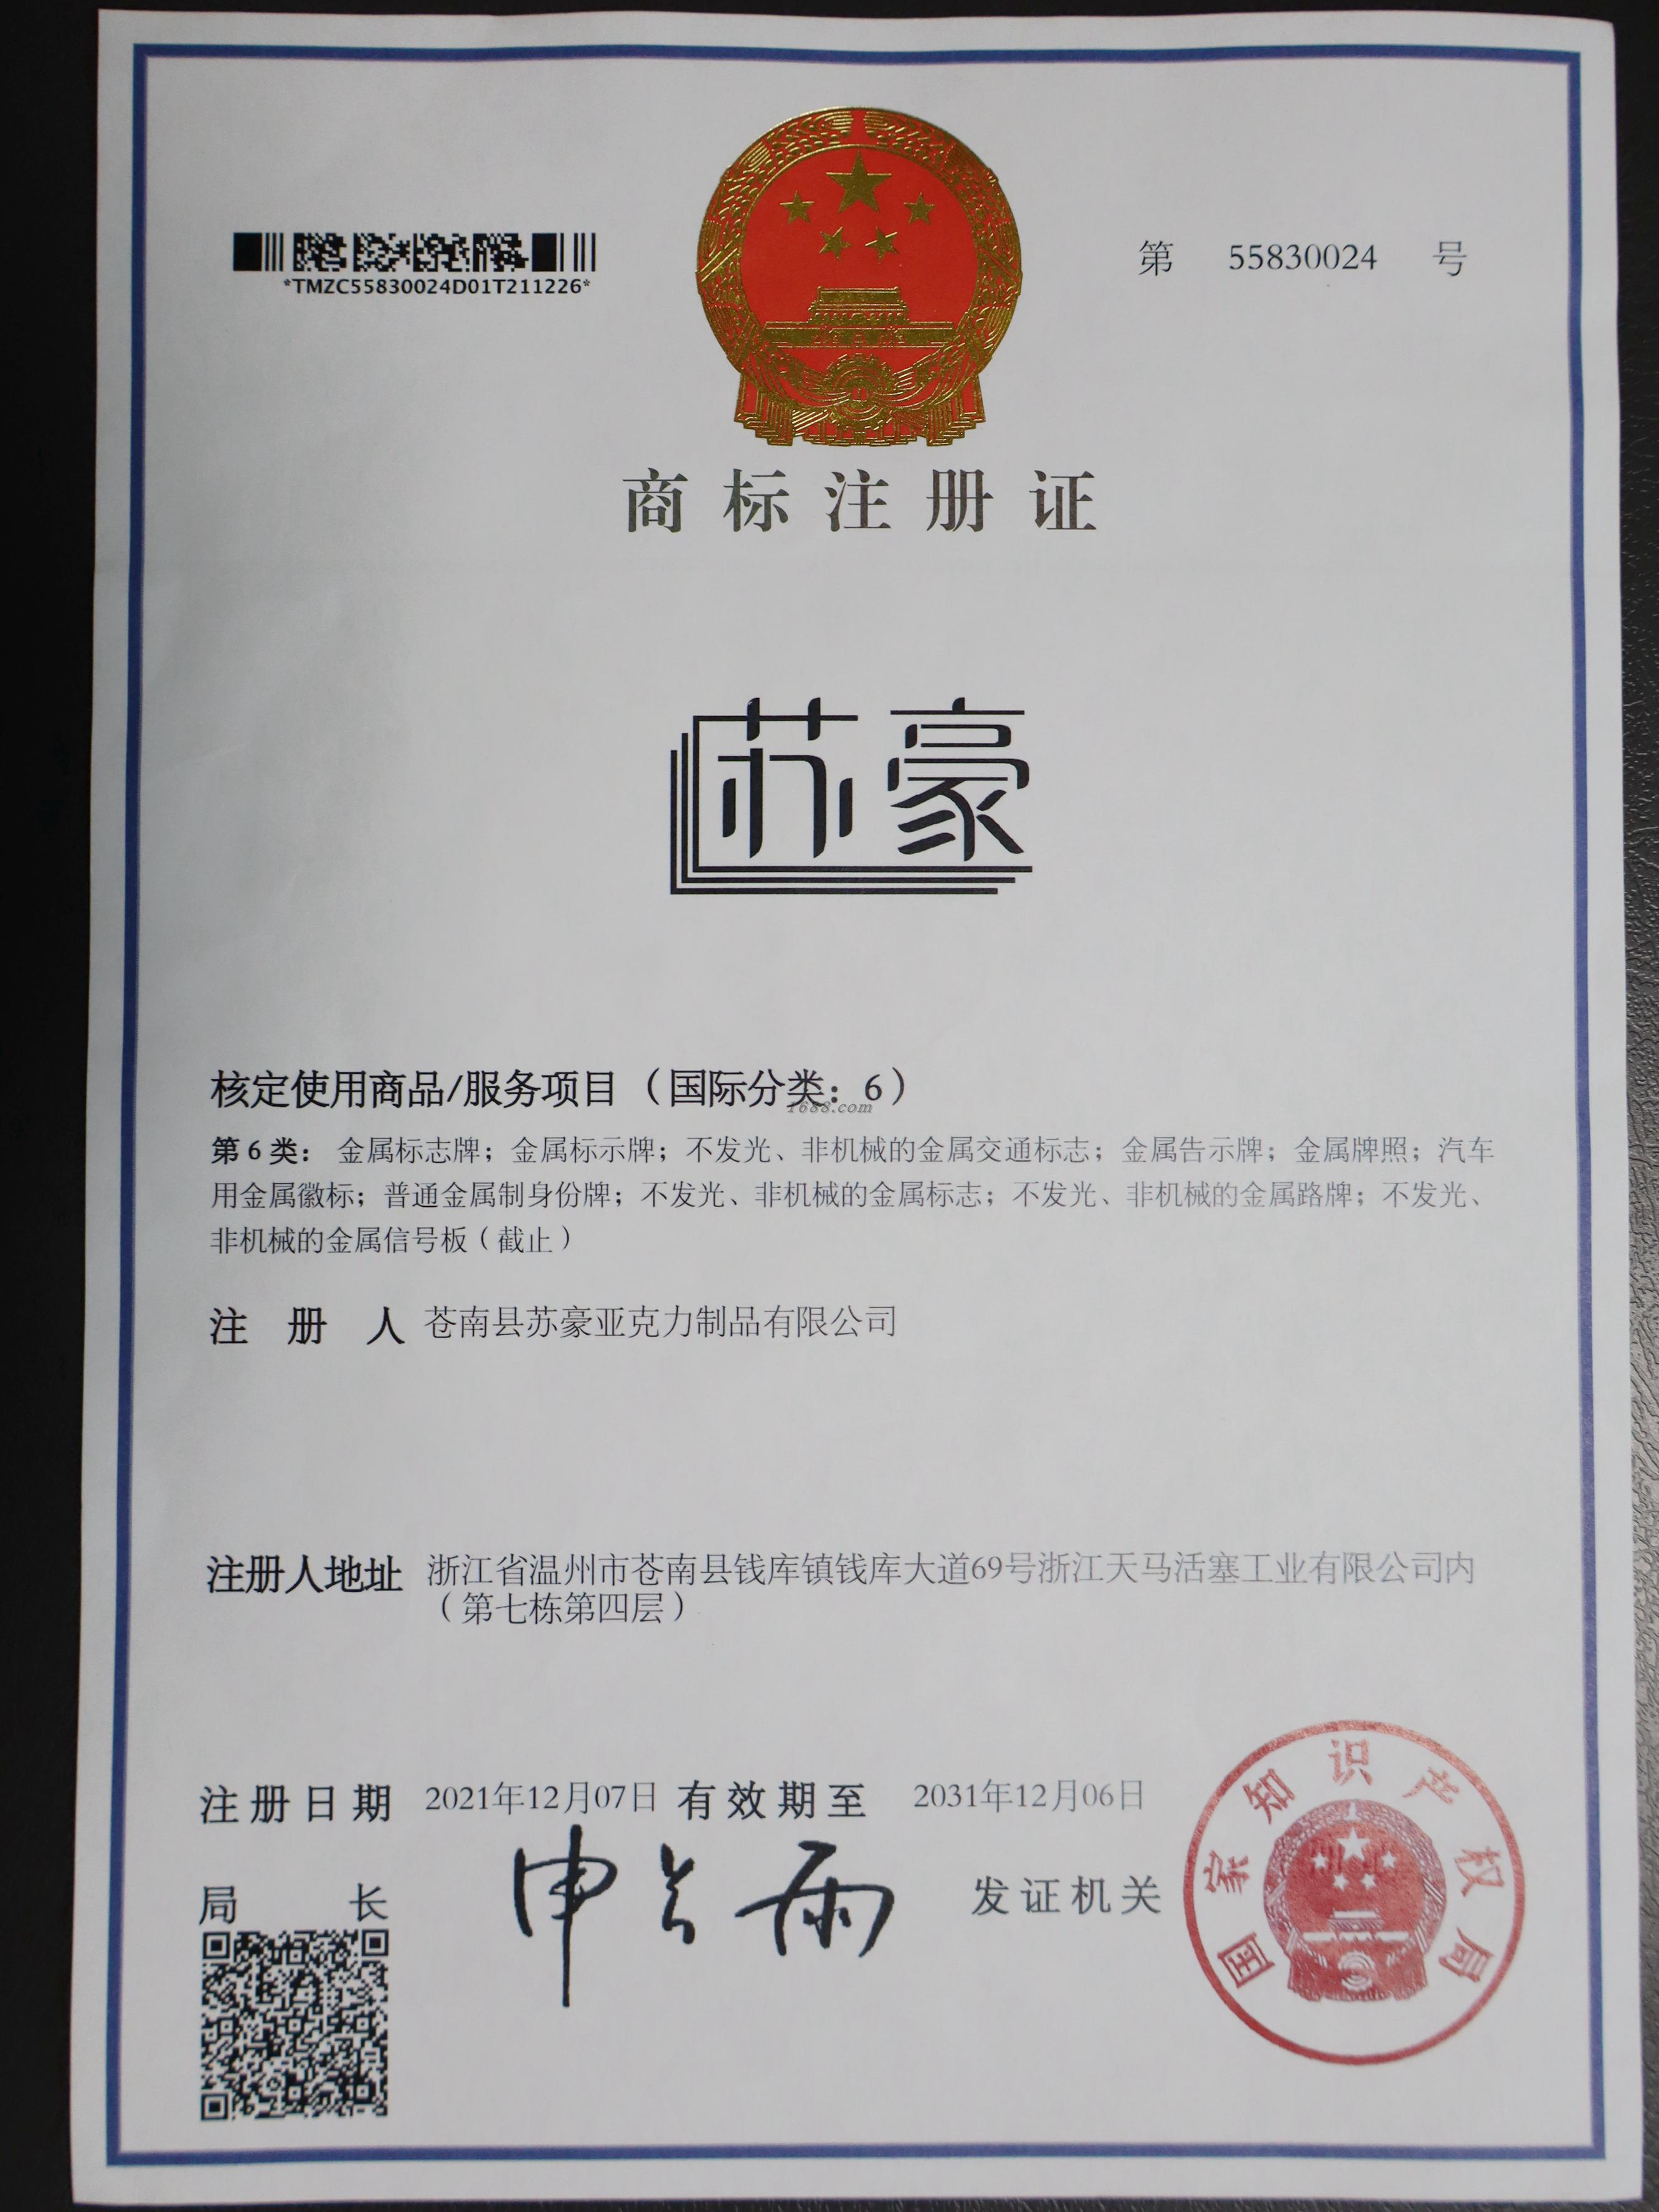 *TMZC55830024D01T211226*
第 55830024 号
商标注册证
苏豪
核定使用商品/服务项目（国际分类：6）
1688.com
第6类：金属标志牌；金属标示牌；不发光、非机械的金属交通标志；金属告示牌；金属牌照；汽车
用金属徽标；普通金属制身份牌；不发光、非机械的金属标志；不发光、非机械的金属路牌；不发光、
非机械的金属信号板（截止）
注册人 苍南县苏豪亚克力制品有限公司
注册人地址 浙江省温州市苍南县钱库镇钱库大道69号浙江天马活塞工业有限公司内
（第七栋第四层）
注册日期 2021年12月07日 有效期至 2031年12月06日
局长 申长雨 发证机关
国家知识产权局